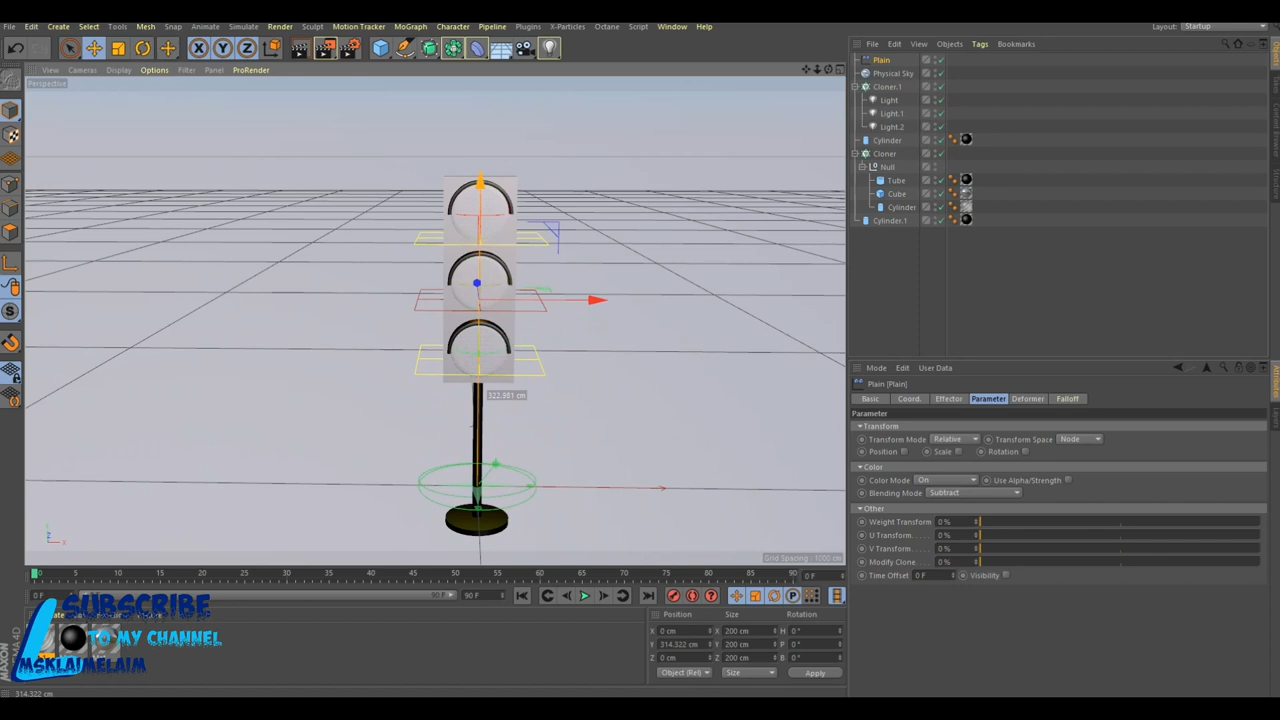 File Edit Create Select Tools Mesh Snap Animate Simulate Render Sculpt Motion Tracker MoGraph Character Pipeline Plugins X-Particles Octane Script Window Help
Layout: Startup
File Edit View Objects Tags Bookmarks
View Cameras Display Options Filter Panel ProRender
Perspective
Plain
Physical Sky
Cloner.1
Light
Light.1
Light.2
Cylinder
Cloner
Null
Tube
Cube
Cylinder
Cylinder.1
322.981 cm
Grid Spacing : 1000 cm
Mode Edit User Data
Plain [Plain]
Basic Coord. Effector Parameter Deformer Falloff
Parameter
Transform
Transform Mode Relative Transform Space Node
Position Scale Rotation
Color
Color Mode On Use Alpha/Strength
Blending Mode Subtract
Other
Weight Transform 0 %
U Transform 0 %
V Transform 0 %
Modify Clone 0 %
Time Offset 0 F Visibility
0 5 10 15 20 25 30 35 40 45 50 55 60 65 70 75 80 85 90 0 F
0 F 90 F 90 F
SUBSCRIBE
TO MY CHANNEL
MSKLAIMELAIM
MAXON
Position Size Rotation
X 0 cm X 200 cm H 0 °
Y 314.322 cm Y 200 cm P 0 °
Z 0 cm Z 200 cm B 0 °
Object (Rel) Size Apply
314.322 cm